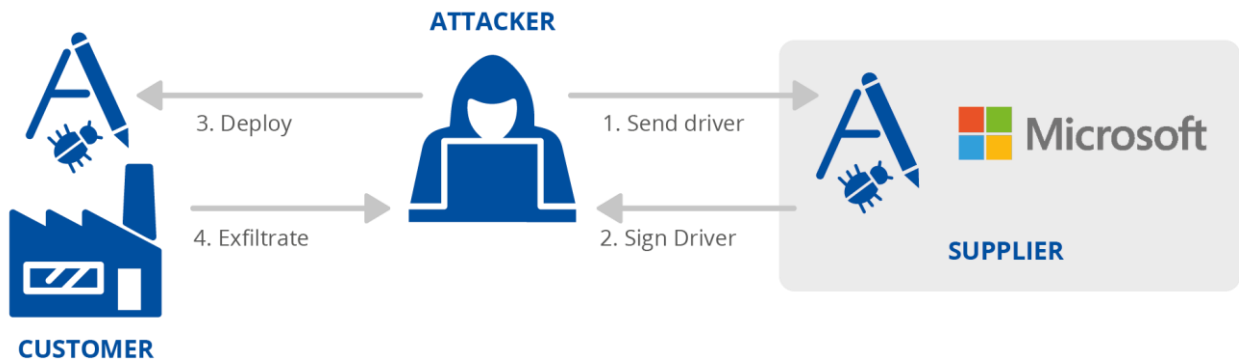 ATTACKER
3. Deploy
1. Send driver
Microsoft
4. Exfiltrate
2. Sign Driver
SUPPLIER
CUSTOMER